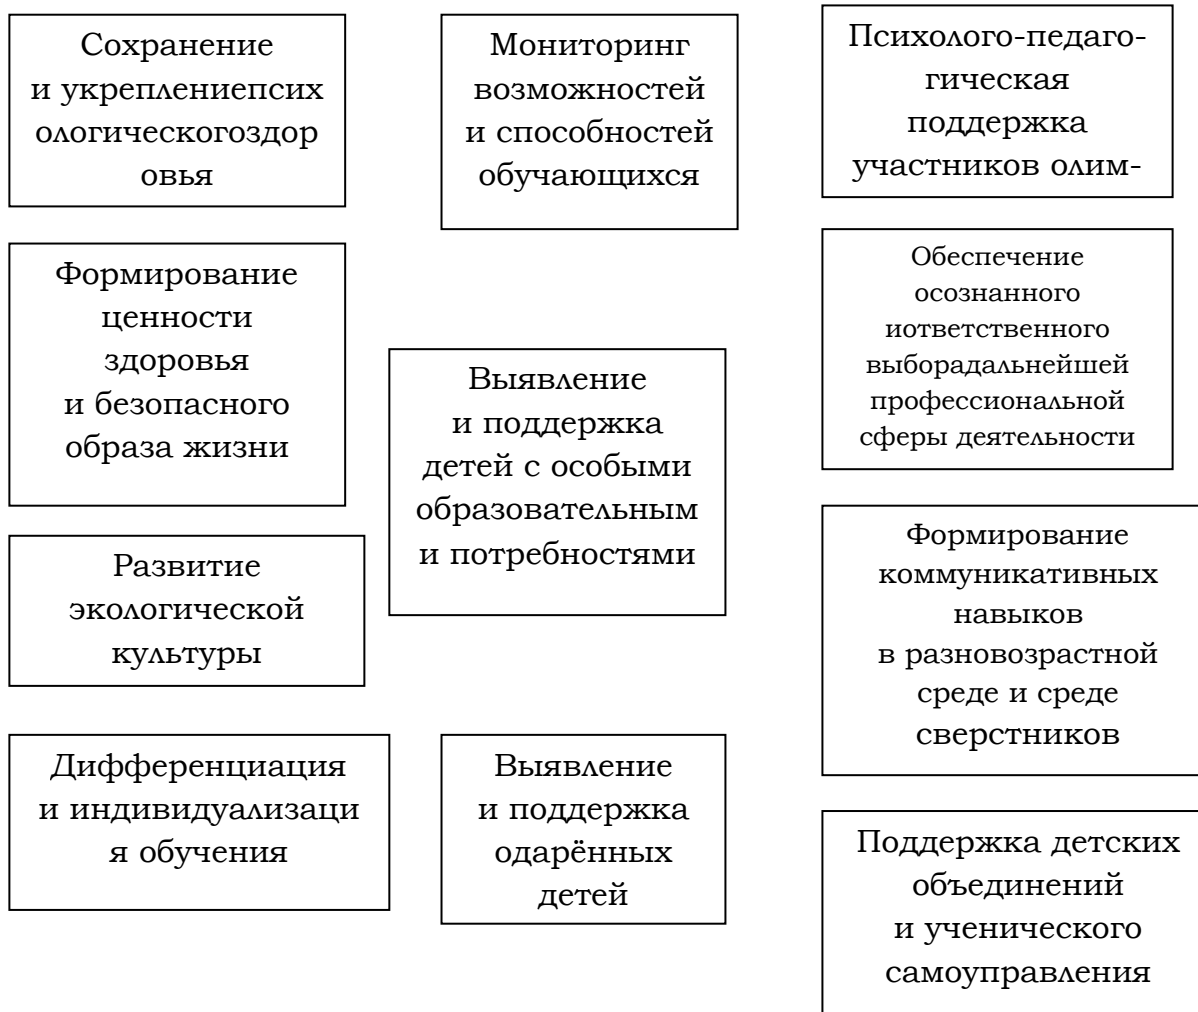 Сохранение
и укреплениепсих
ологическогоздор
овья
Мониторинг
возможностей
и способностей
обучающихся
Психолого-педаго-
гическая
поддержка
участников олим-
Формирование
ценности
здоровья
и безопасного
образа жизни
Выявление
и поддержка
детей с особыми
образовательным
и потребностями
Обеспечение
осознанного
иответственного
выборадальнейшей
профессиональной
сферы деятельности
Развитие
экологической
культуры
Формирование
коммуникативных
навыков
в разновозрастной
среде и среде
сверстников
Дифференциация
и индивидуализаци
я обучения
Выявление
и поддержка
одарённых
детей
Поддержка детских
объединений
и ученического
самоуправления